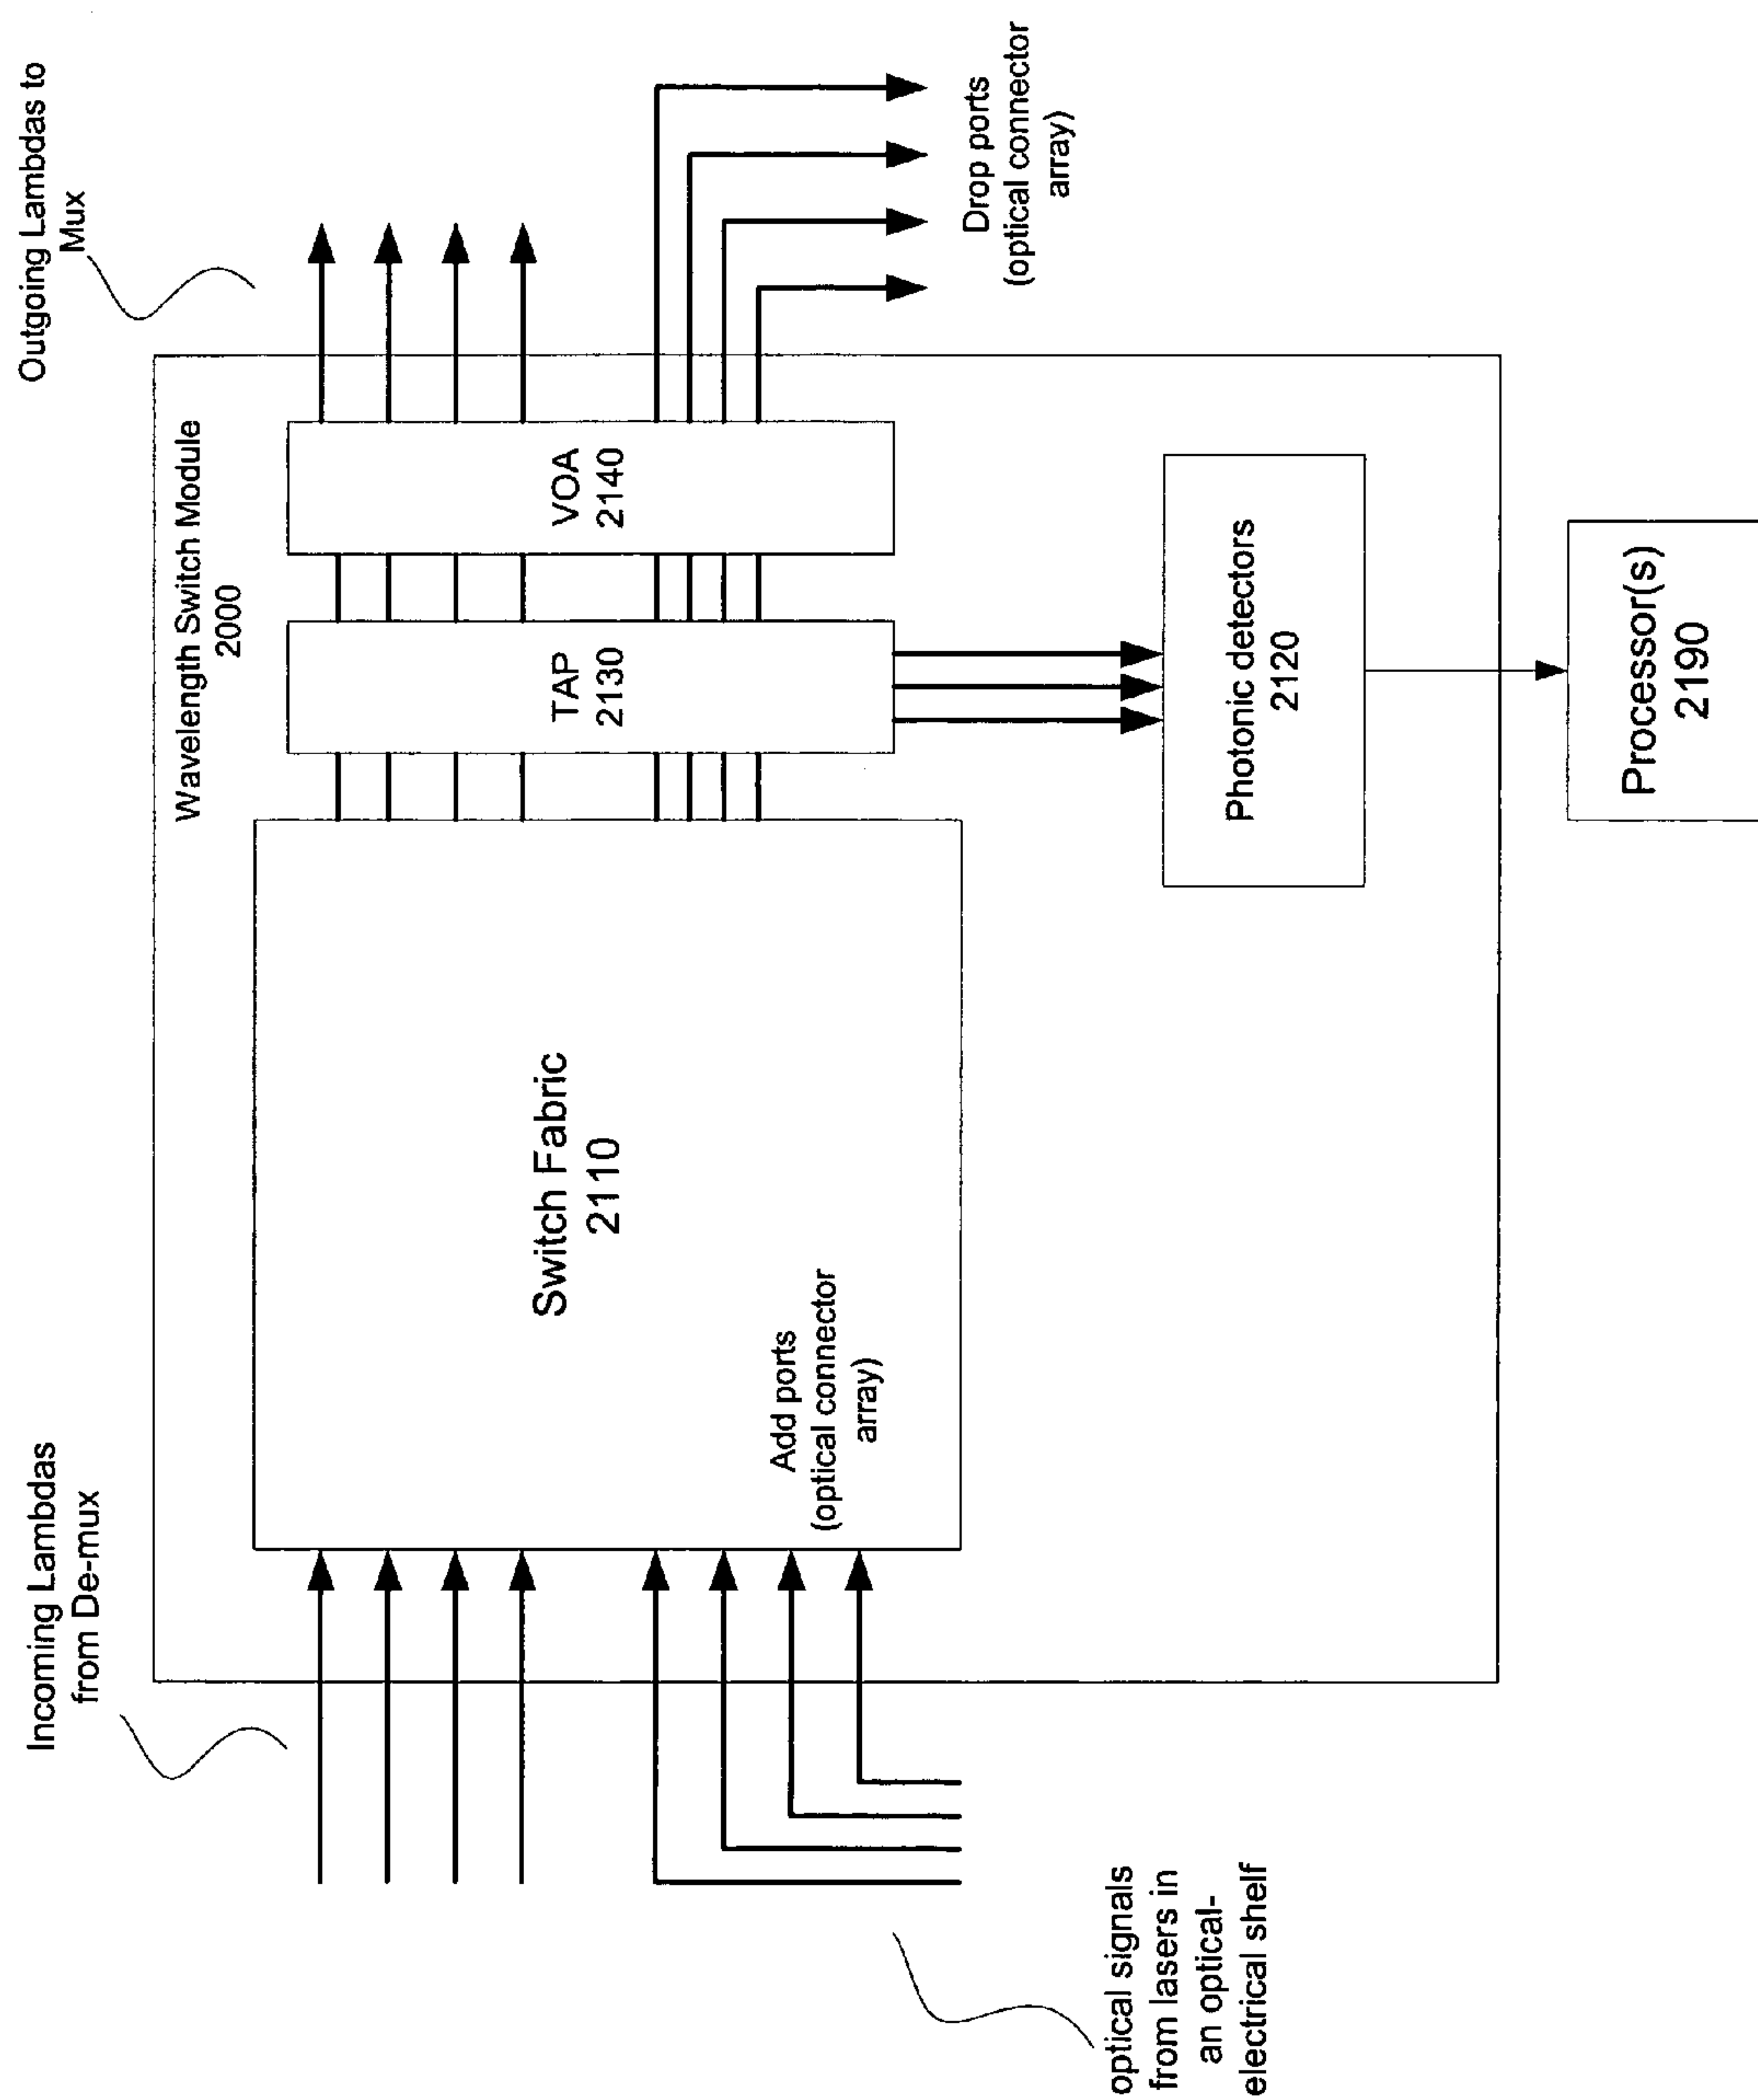 Incoming Lambdas
from De-mux
Outgoing Lambdas to
Mux
Wavelength Switch Module
2000
Switch Fabric
2110
TAP
2130
VOA
2140
Add ports
(optical connector
array)
Drop ports
(optical connector
array)
optical signals
from lasers in
an optical-
electrical shelf
Photonic detectors
2120
Processor(s)
2190